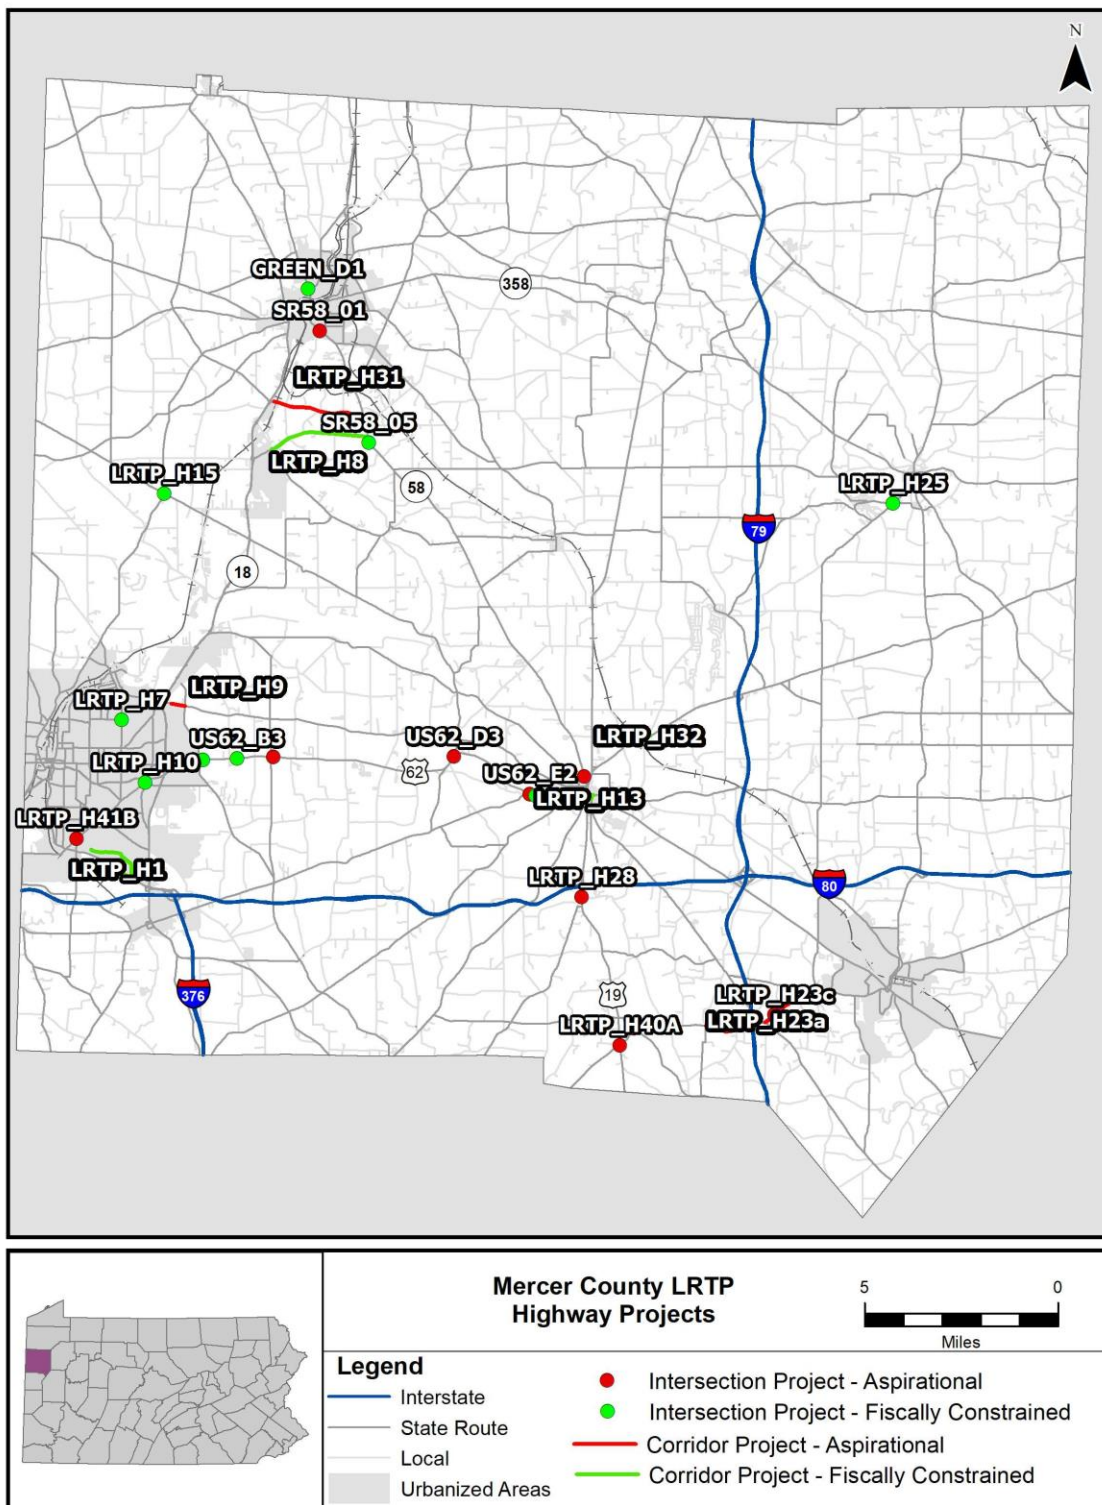 N
GREEN_D1
358
SR58_01
LRTP_H31
SR58_05
LRTP_H8
LRTP_H15
58
LRTP_H25
79
18
LRTP_H9
LRTP_H7
US62_B3
US62_D3
LRTP_H32
LRTP_H10
62
US62_E2
LRTP_H13
LRTP_H41B
LRTP_H1
LRTP_H28
80
376
19
LRTP_H23c
LRTP_H40A
LRTP_H23a
Mercer County LRTP
Highway Projects
5 0
Miles
Legend
Interstate
State Route
Local
Urbanized Areas
Intersection Project - Aspirational
Intersection Project - Fiscally Constrained
Corridor Project - Aspirational
Corridor Project - Fiscally Constrained